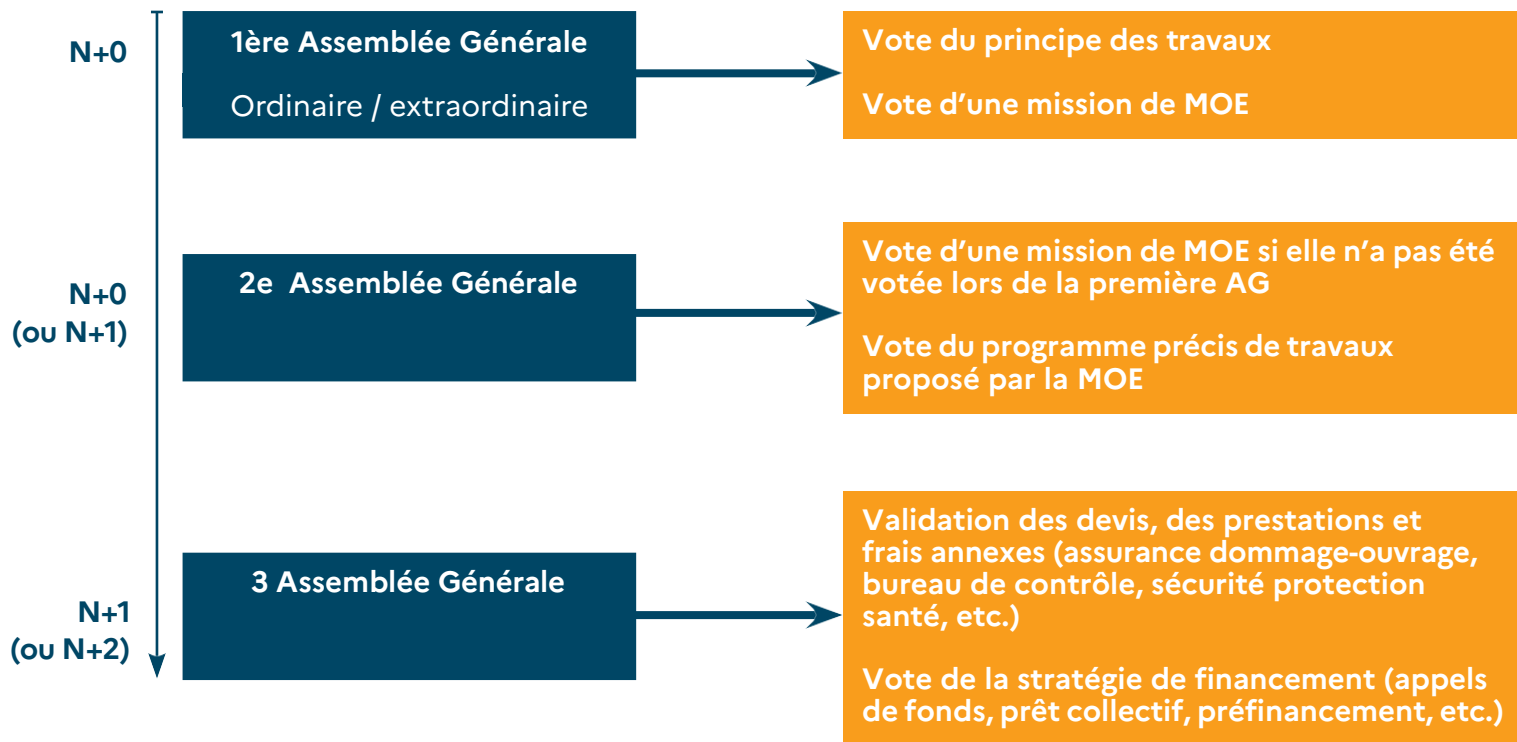 N+0
1ère Assemblée Générale
Ordinaire / extraordinaire
Vote du principe des travaux
Vote d’une mission de MOE
N+0
(ou N+1)
2e Assemblée Générale
Vote d’une mission de MOE si elle n’a pas été
votée lors de la première AG
Vote du programme précis de travaux
proposé par la MOE
N+1
(ou N+2)
3 Assemblée Générale
Validation des devis, des prestations et
frais annexes (assurance dommage-ouvrage,
bureau de contrôle, sécurité protection
santé, etc.)
Vote de la stratégie de financement (appels
de fonds, prêt collectif, préfinancement, etc.)